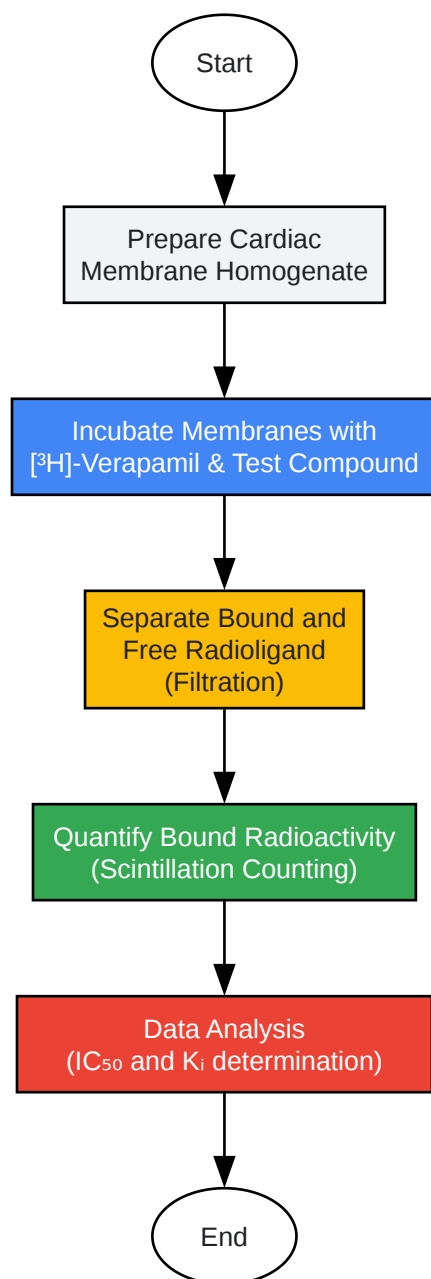 Start
Prepare Cardiac
Membrane Homogenate
Incubate Membranes with
[³H]-Verapamil & Test Compound
Separate Bound and
Free Radioligand
(Filtration)
Quantify Bound Radioactivity
(Scintillation Counting)
Data Analysis
(IC₅₀ and Kᵢ determination)
End